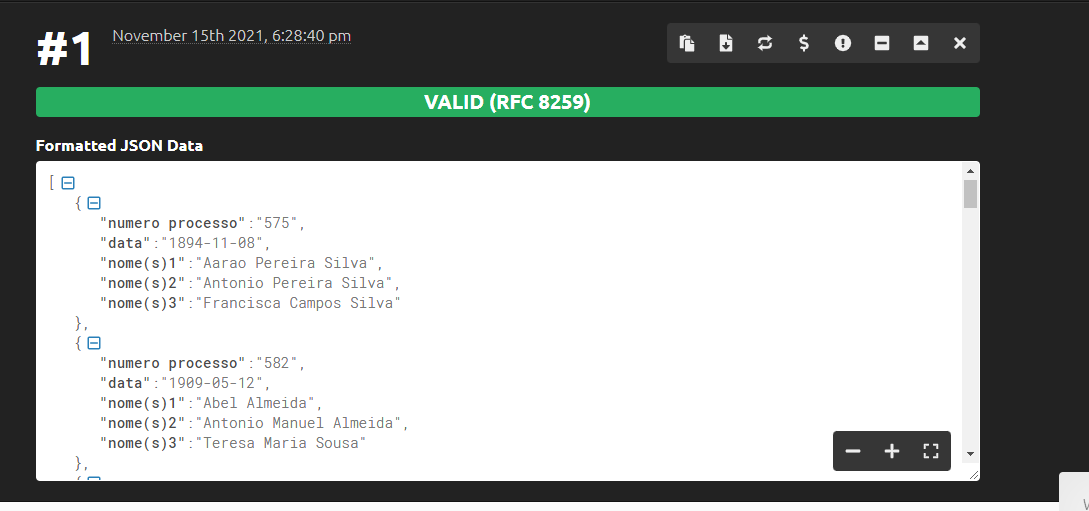 #1
November 15th 2021, 6:28:40 pm
VALID (RFC 8259)
Formatted JSON Data
[
{
"numero processo":"575",
"data":"1894-11-08",
"nome(s)1":"Aarao Pereira Silva",
"nome(s)2":"Antonio Pereira Silva",
"nome(s)3":"Francisca Campos Silva"
},
{
"numero processo":"582",
"data":"1909-05-12",
"nome(s)1":"Abel Almeida",
"nome(s)2":"Antonio Manuel Almeida",
"nome(s)3":"Teresa Maria Sousa"
},
{